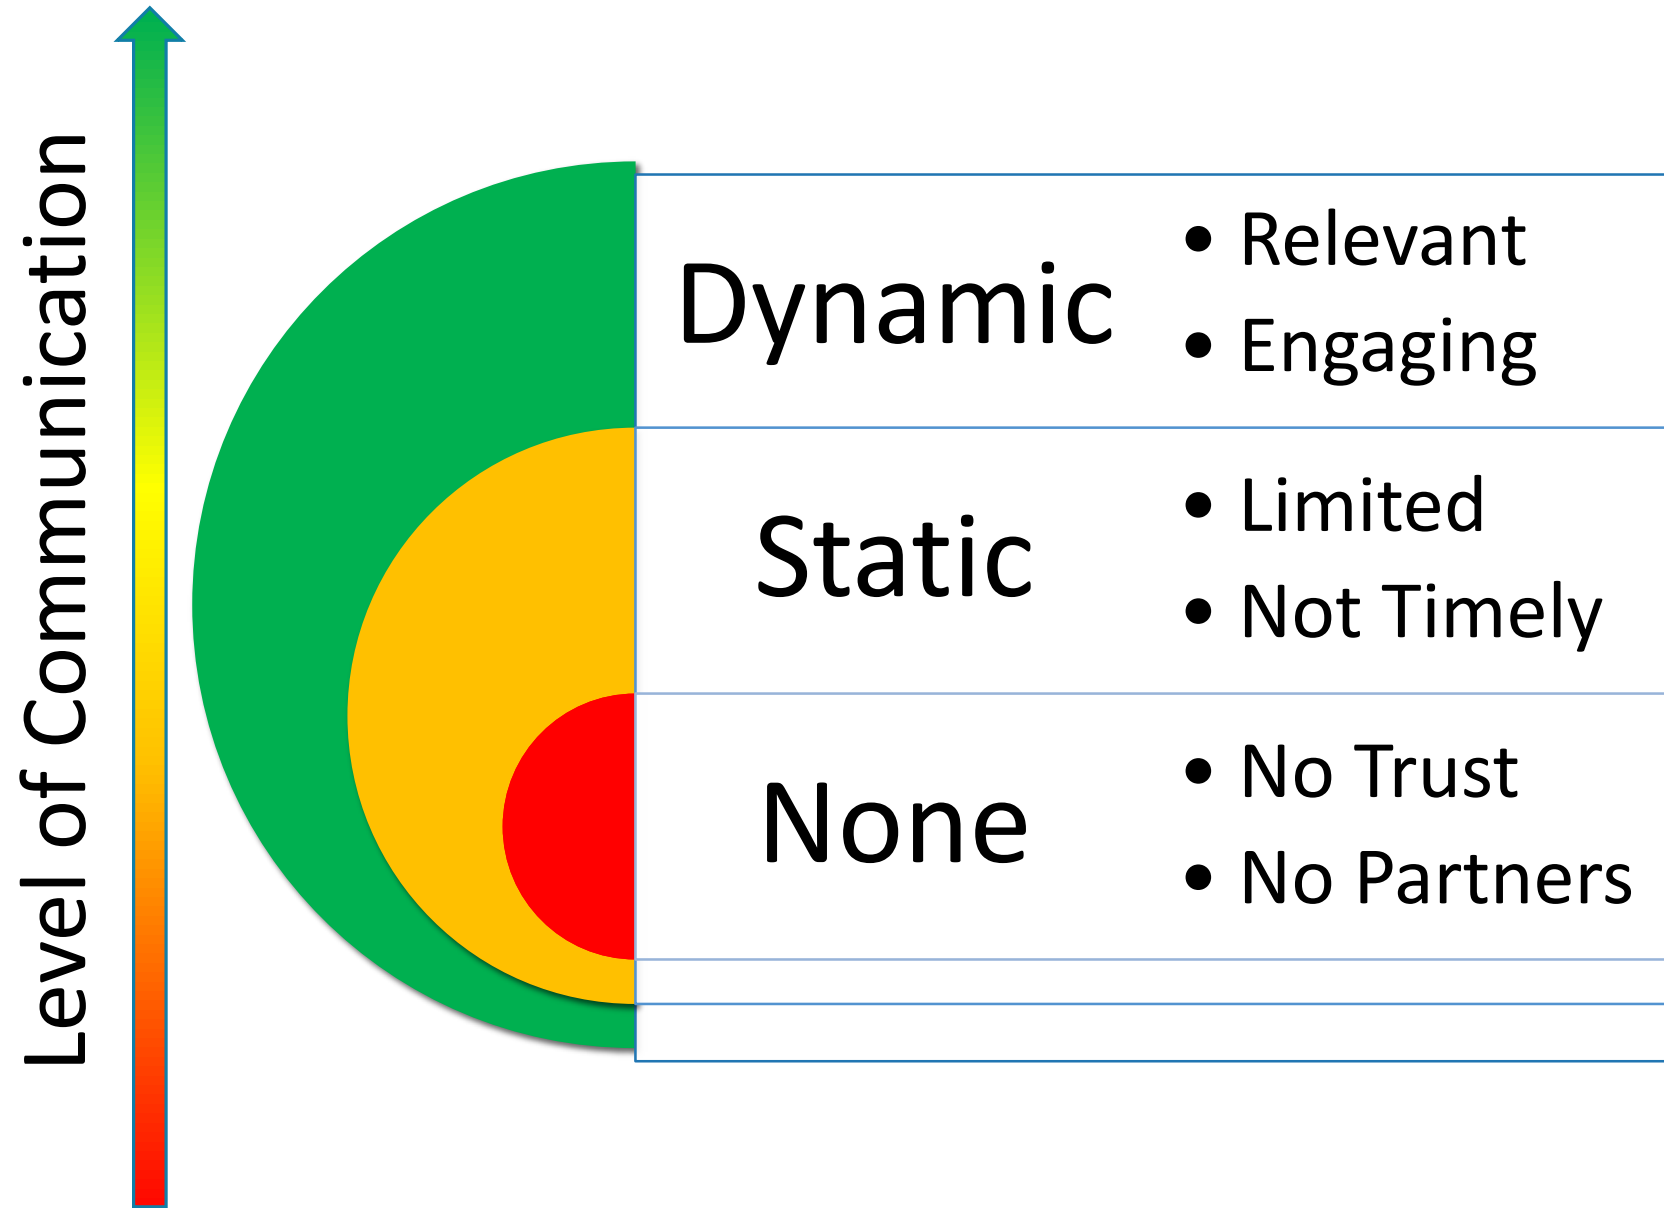 Level of Communication
Dynamic
• Relevant
• Engaging
Static
• Limited
• Not Timely
None
• No Trust
• No Partners